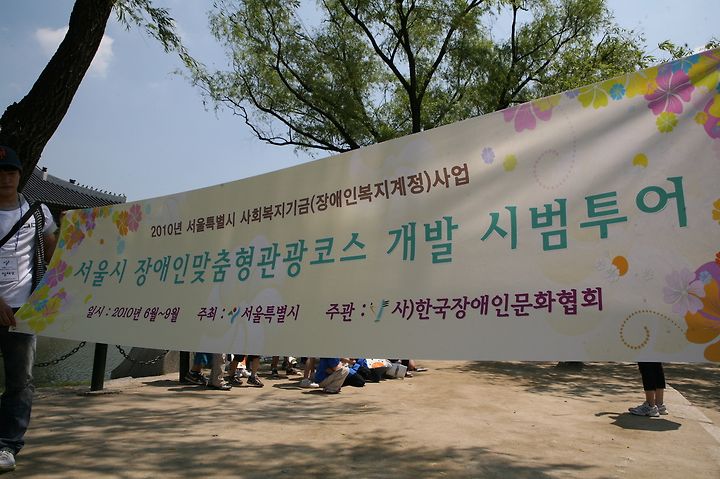 2010년 서울특별시 사회복지기금(장애인복지계정)사업
서울시 장애인맞춤형관광코스 개발 시범투어
일시 : 2010년 6월~9월 주최 : 서울특별시 주관 : 사)한국장애인문화협회